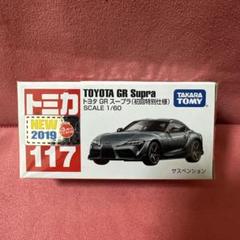 トミカ
TOYOTA GR Supra
トヨタ GR スープラ(初回特別仕様)
SCALE 1/60
TAKARA
TOMY
NEW
2019
117
サスペンション